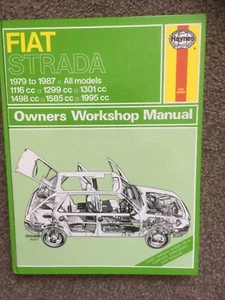 FIAT
STRADA
Haynes
1979 to 1987 □ All models
1116 cc □ 1299 cc □ 1301 cc
1498 cc □ 1585 cc □ 1995 cc
Owners Workshop Manual